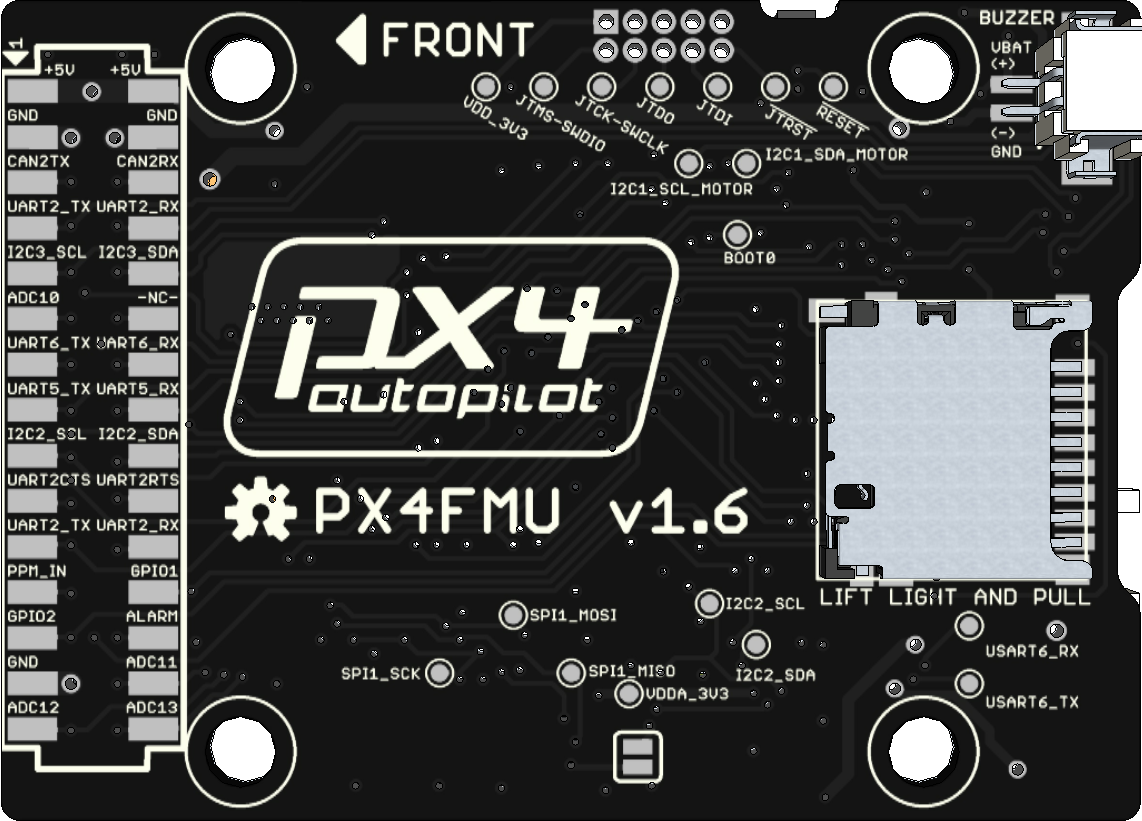 1
+5V +5V
GND GND
CAN2TX CAN2RX
UART2_TX UART2_RX
I2C3_SCL I2C3_SDA
ADC10 -NC-
UART6_TX UART6_RX
UART5_TX UART5_RX
I2C2_SCL I2C2_SDA
UART2CTS UART2RTS
UART2_TX UART2_RX
PPM_IN GPIO1
GPIO2 ALARM
GND ADC11
ADC12 ADC13
FRONT
VDD_3V3
JTMS-SWDIO
JTCK-SWCLK
JTDO
JTDI
JTRST
RESET
BUZZER
VBAT
(+)
(-)
GND
I2C1_SDA_MOTOR
I2C1_SCL_MOTOR
BOOT0
px4
autopilot
PX4FMU v1.6
LIFT LIGHT AND PULL
I2C2_SCL
SPI1_MOSI
USART6_RX
SPI1_SCK
SPI1_MISO
I2C2_SDA
VDDA_3V3
USART6_TX